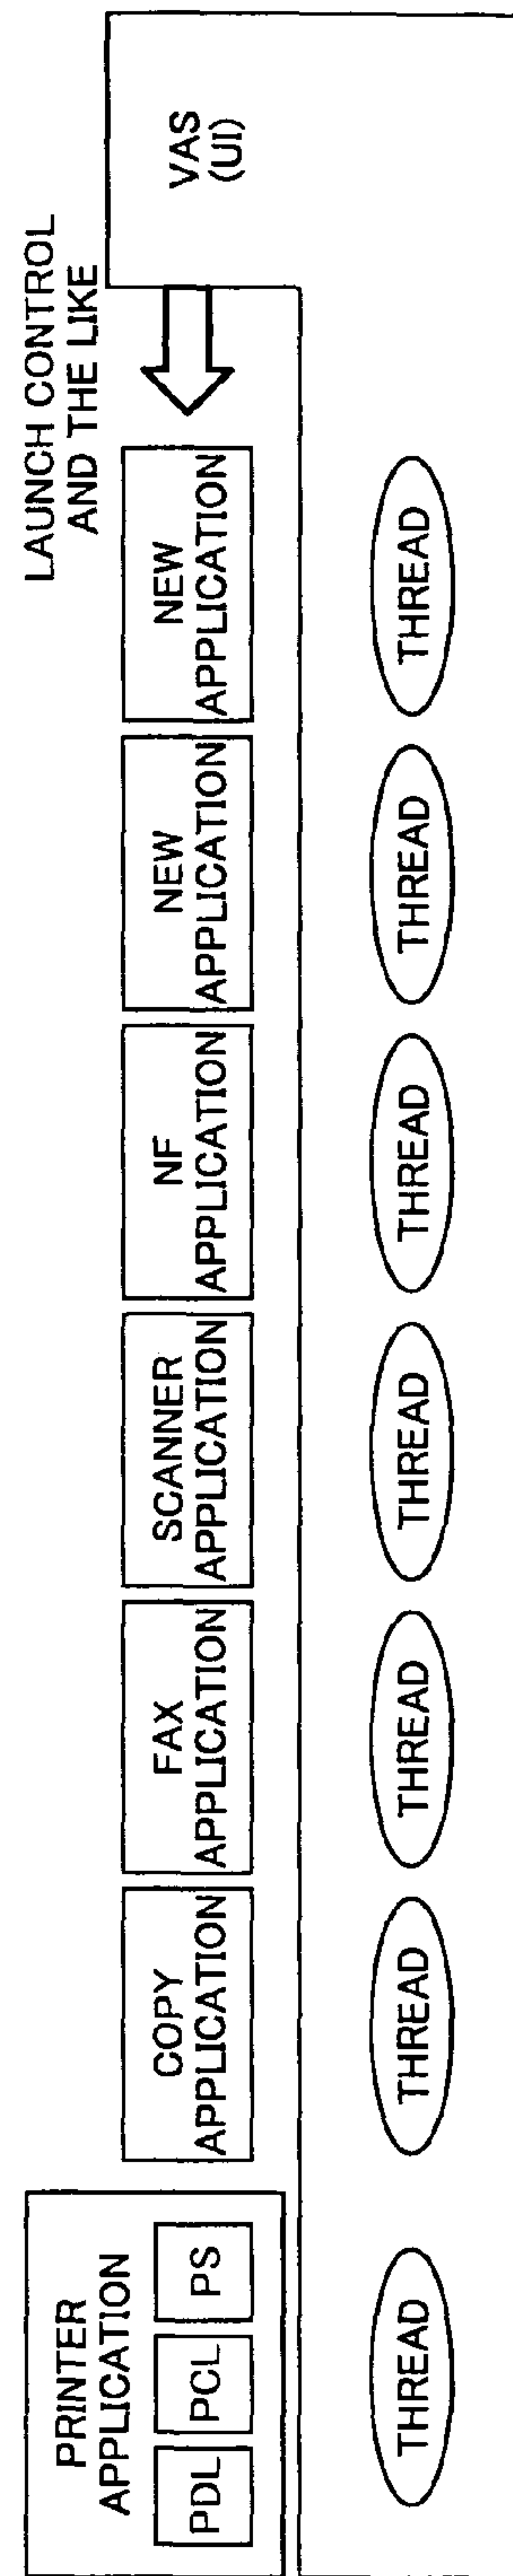 PRINTER
APPLICATION
PDL
PCL
PS
COPY
APPLICATION
FAX
APPLICATION
SCANNER
APPLICATION
NF
APPLICATION
NEW
APPLICATION
NEW
APPLICATION
LAUNCH CONTROL
AND THE LIKE
VAS
(UI)
THREAD
THREAD
THREAD
THREAD
THREAD
THREAD
THREAD